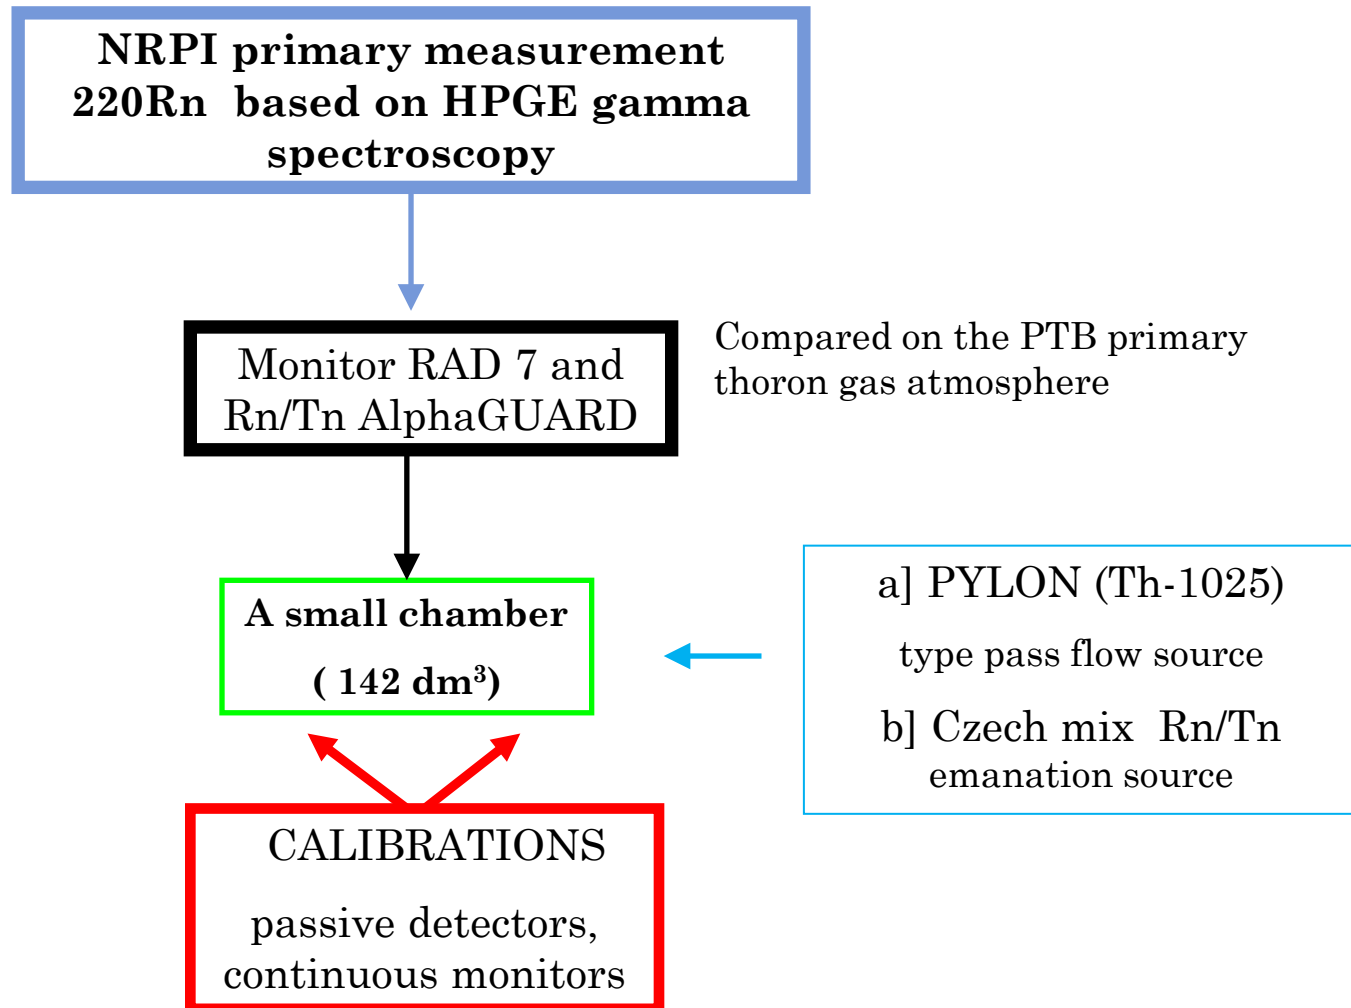 NRPI primary measurement
220Rn based on HPGE gamma
spectroscopy
Monitor RAD 7 and
Rn/Tn AlphaGUARD
Compared on the PTB primary
thoron gas atmosphere
A small chamber
( 142 dm³)
a] PYLON (Th-1025)
type pass flow source
b] Czech mix Rn/Tn
emanation source
CALIBRATIONS
passive detectors,
continuous monitors